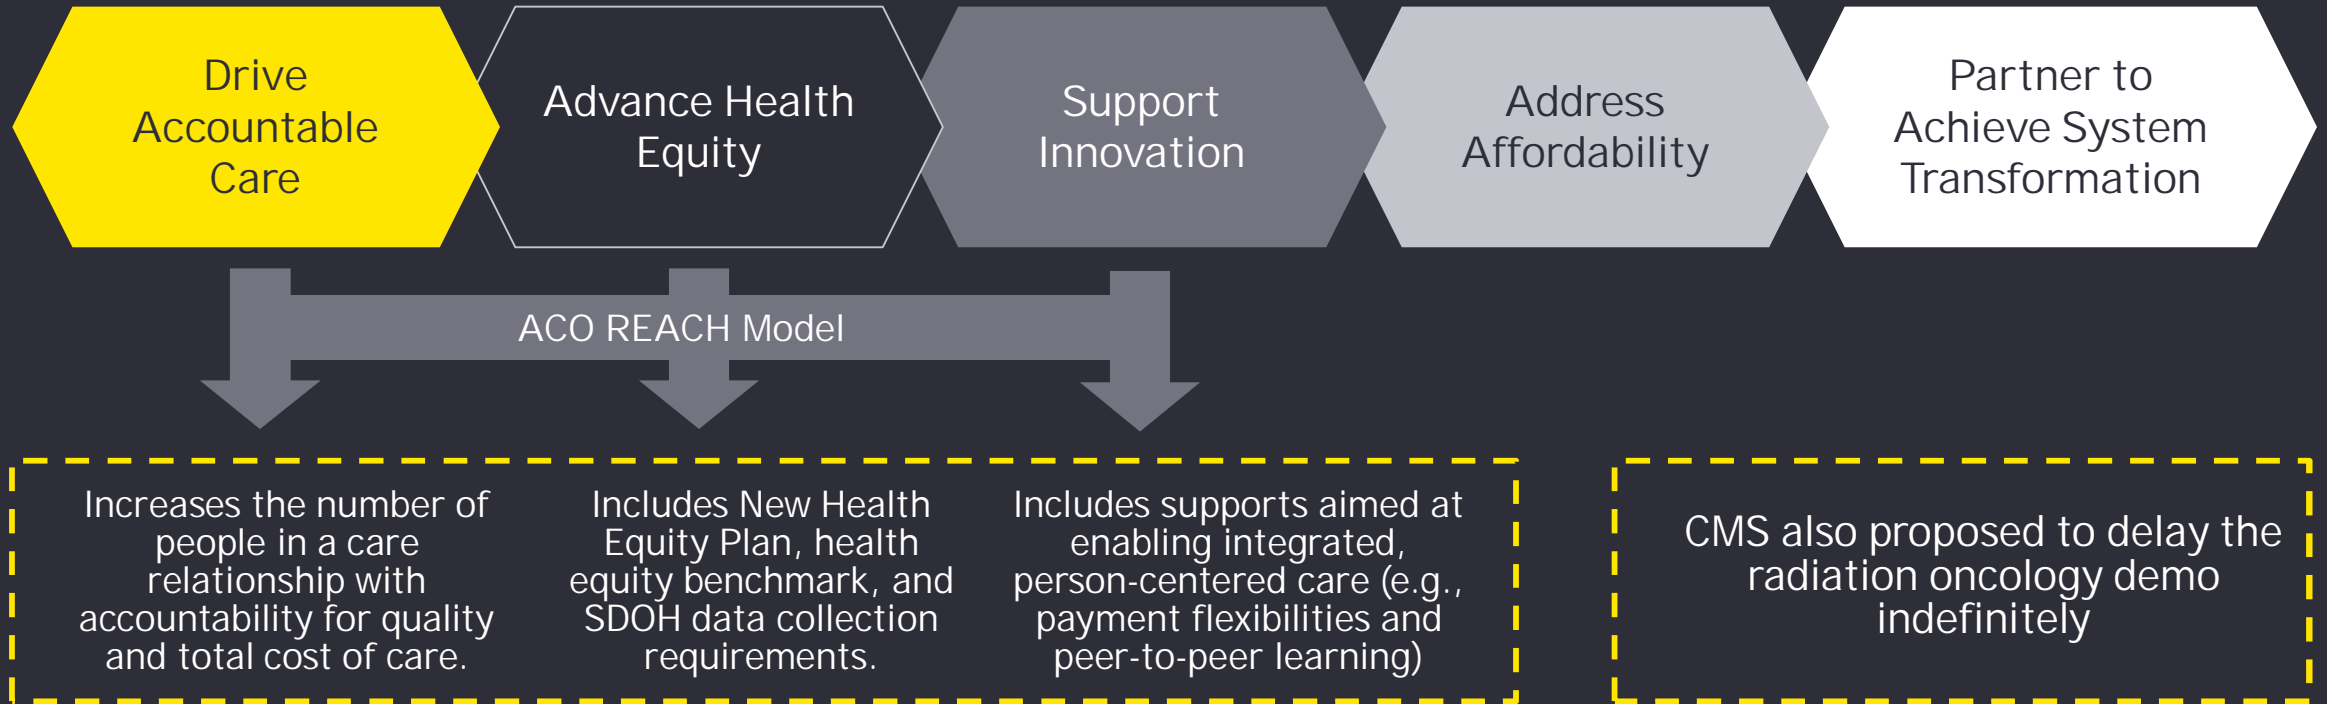 Drive
Accountable
Care
Advance Health
Equity
Support
Innovation
Address
Affordability
Partner to
Achieve System
Transformation
ACO REACH Model
Increases the number of
people in a care
relationship with
accountability for quality
and total cost of care.
Includes New Health
Equity Plan, health
equity benchmark, and
SDOH data collection
requirements.
Includes supports aimed at
enabling integrated,
person-centered care (e.g.,
payment flexibilities and
peer-to-peer learning)
CMS also proposed to delay the
radiation oncology demo
indefinitely